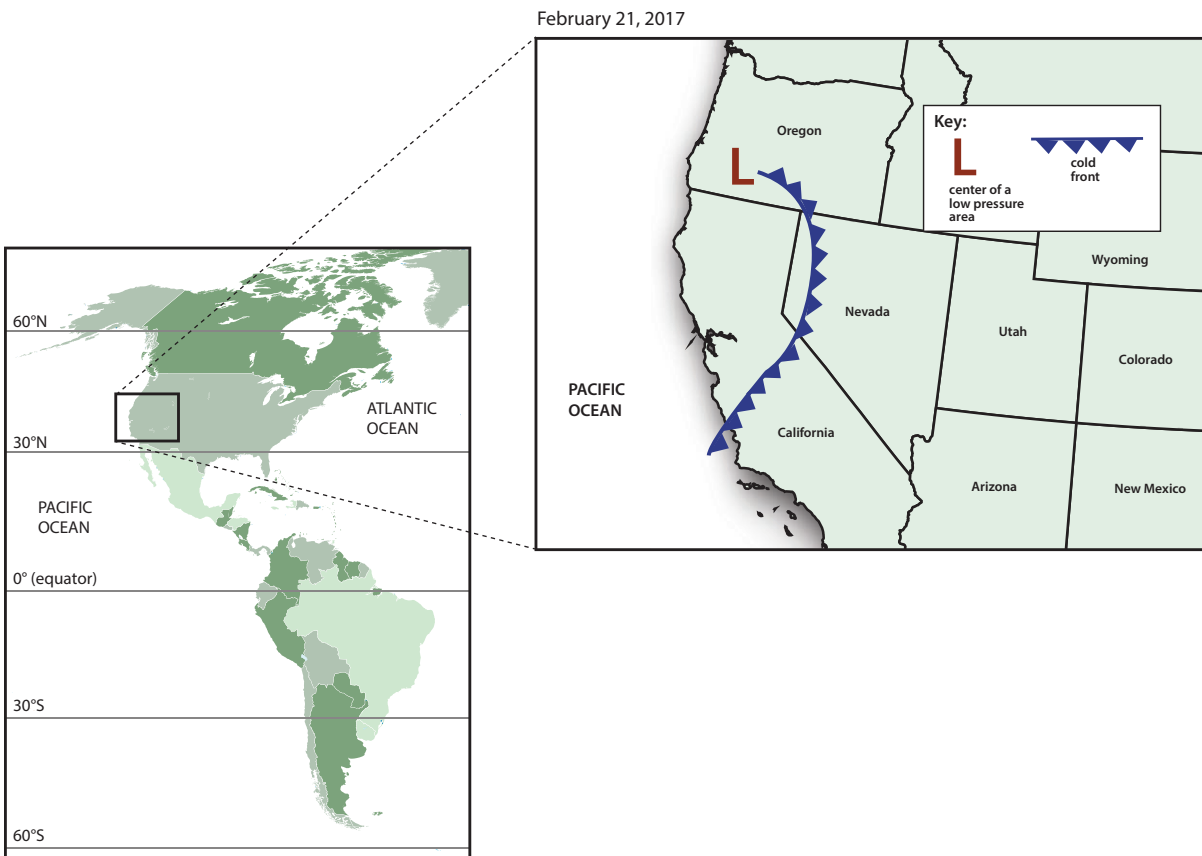 February 21, 2017
Oregon
Key:
L
center of a
low pressure
area
cold
front
L
Wyoming
Nevada
Utah
Colorado
PACIFIC
OCEAN
California
Arizona
New Mexico
60°N
ATLANTIC
OCEAN
30°N
PACIFIC
OCEAN
0° (equator)
30°S
60°S